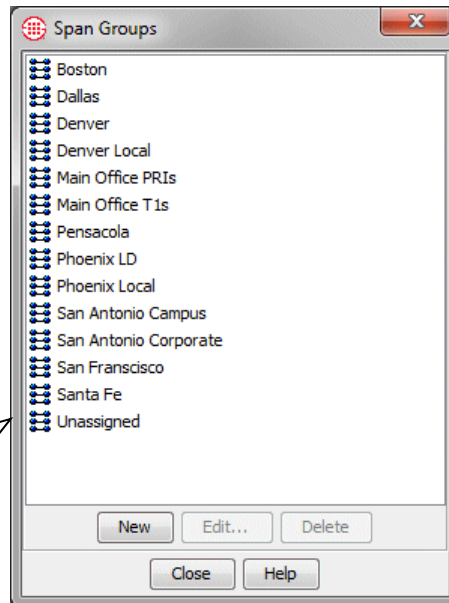 Span Groups
Boston
Dallas
Denver
Denver Local
Main Office PRIs
Main Office T1s
Pensacola
Phoenix LD
Phoenix Local
San Antonio Campus
San Antonio Corporate
San Franscisco
Santa Fe
Unassigned
New Edit... Delete
Close Help